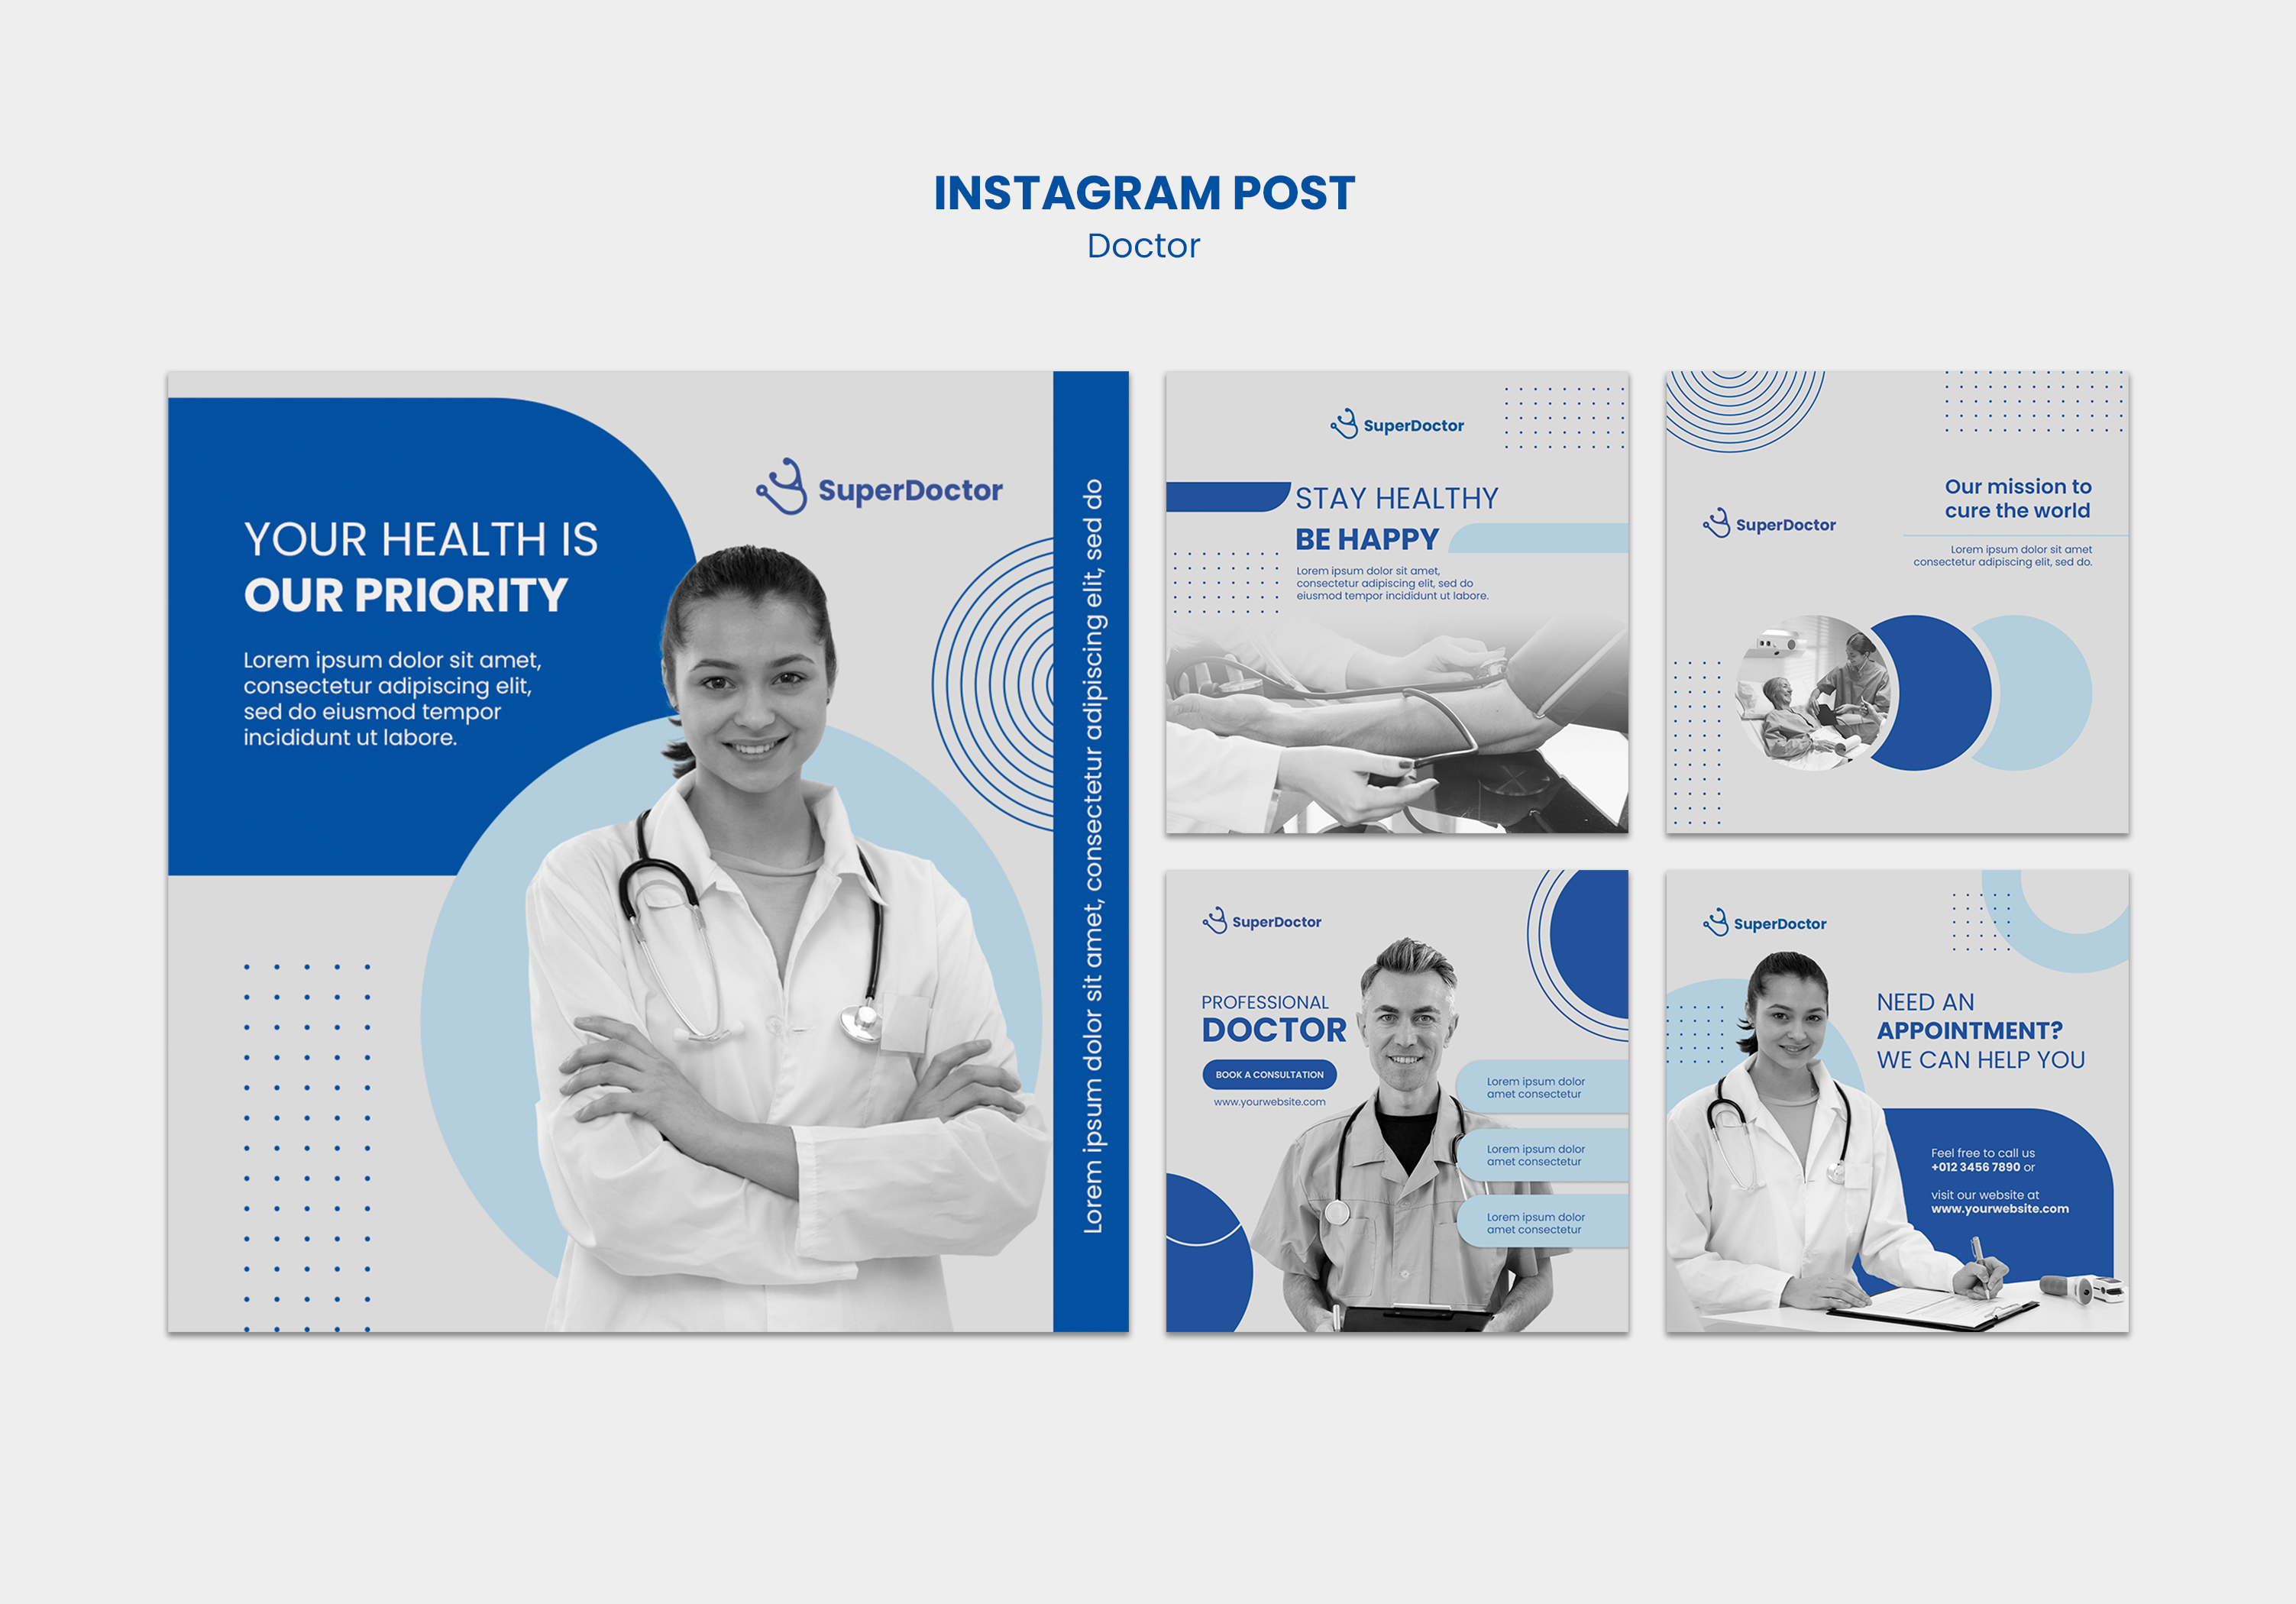 INSTAGRAM POST
Doctor
SuperDoctor
YOUR HEALTH IS
OUR PRIORITY
Lorem ipsum dolor sit amet,
consectetur adipiscing elit,
sed do eiusmod tempor
incididunt ut labore.
Lorem ipsum dolor sit amet, consectetur adipiscing elit, sed do
SuperDoctor
STAY HEALTHY
BE HAPPY
Lorem ipsum dolor sit amet,
consectetur adipiscing elit, sed do
eiusmod tempor incididunt ut labore.
SuperDoctor
Our mission to
cure the world
Lorem ipsum dolor sit amet
consectetur adipiscing elit, sed do.
SuperDoctor
PROFESSIONAL
DOCTOR
BOOK A CONSULTATION
www.yourwebsite.com
Lorem ipsum dolor
amet consectetur
Lorem ipsum dolor
amet consectetur
Lorem ipsum dolor
amet consectetur
SuperDoctor
NEED AN
APPOINTMENT?
WE CAN HELP YOU
Feel free to call us
+012 3456 7890 or
visit our website at
www.yourwebsite.com